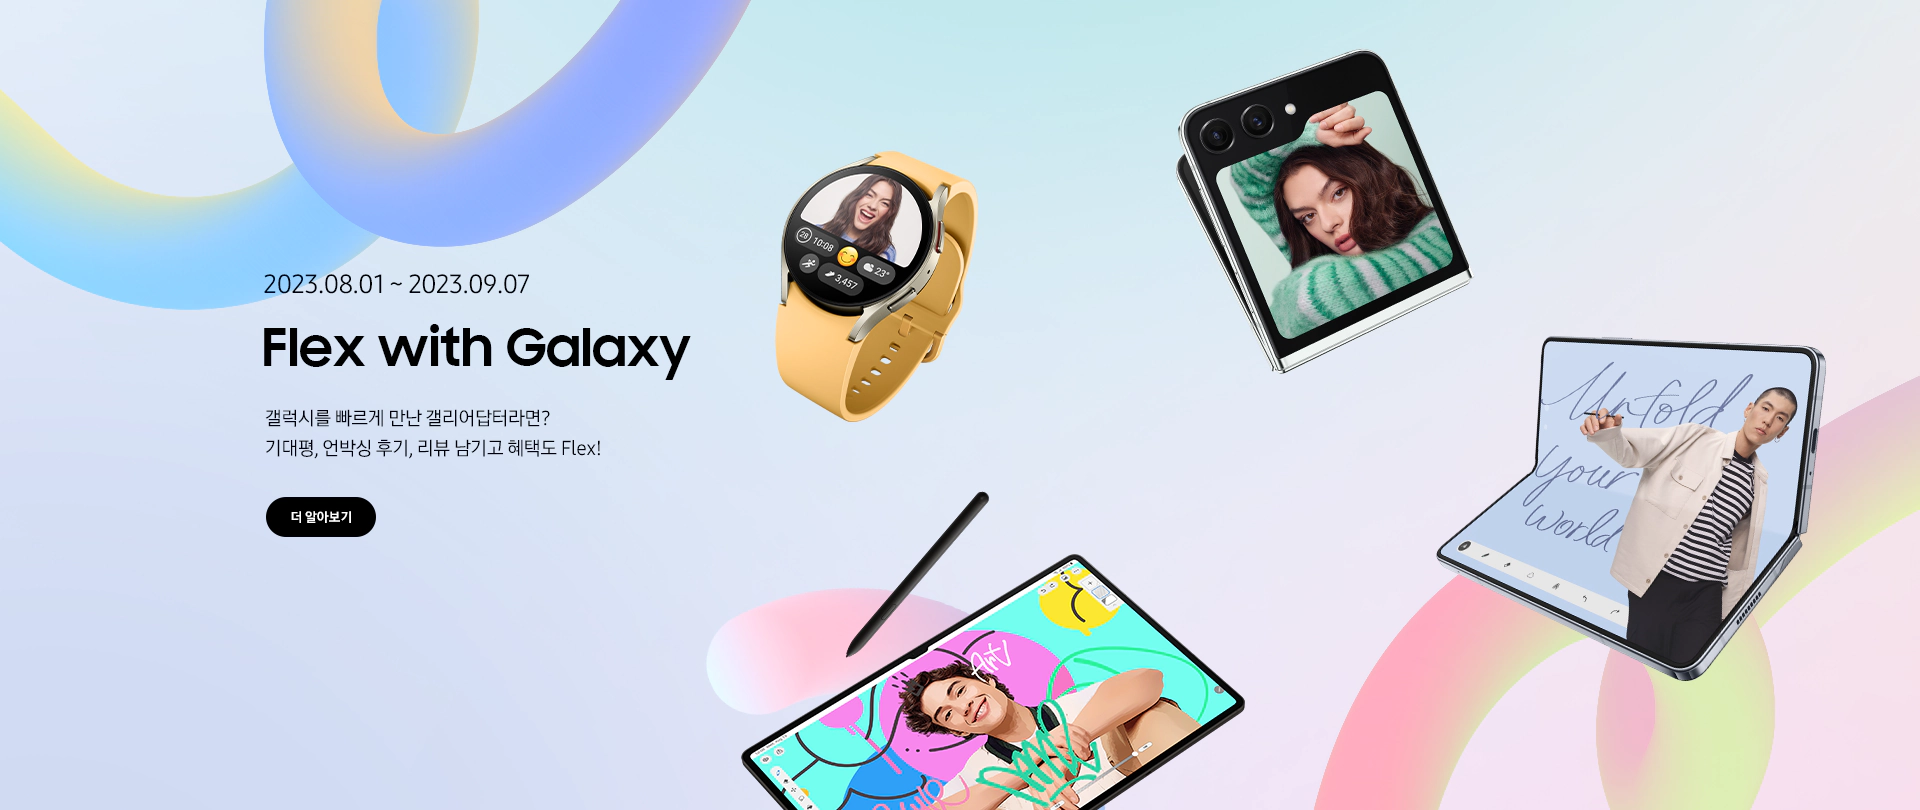 2023.08.01 ~ 2023.09.07
Flex with Galaxy
갤럭시를 빠르게 만난 갤리어답터라면?
기대평, 언박싱 후기, 리뷰 남기고 혜택도 Flex!
더 알아보기
28
10:08
23°
3,457
Unfold
your
world
Art